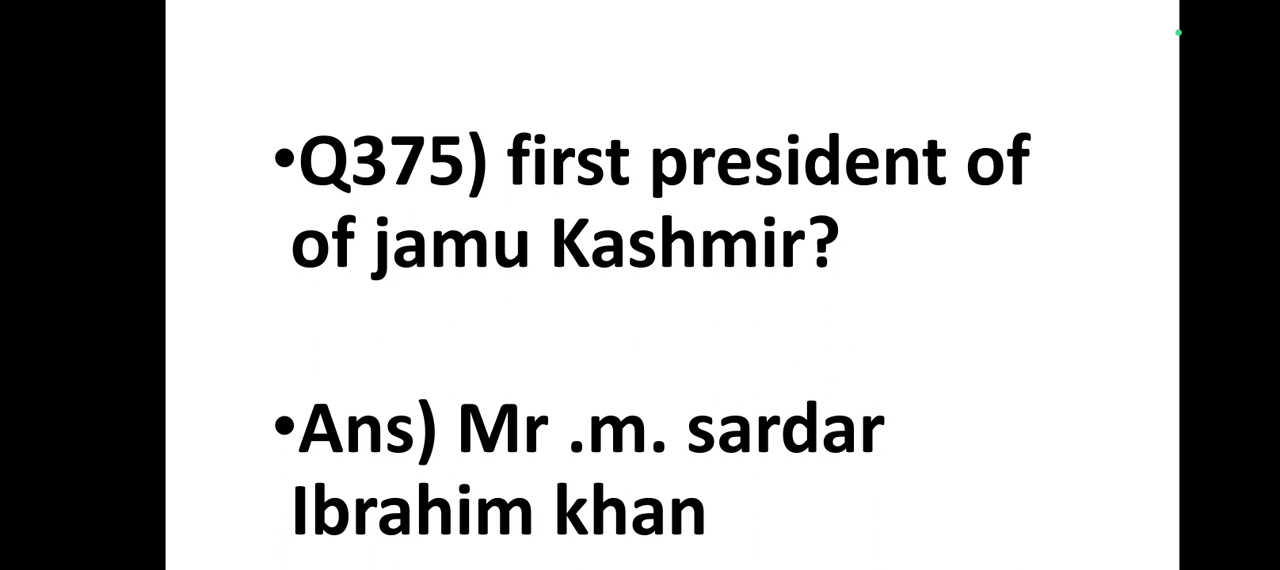 •Q375) first president of
of jamu Kashmir?
•Ans) Mr .m. sardar
Ibrahim khan